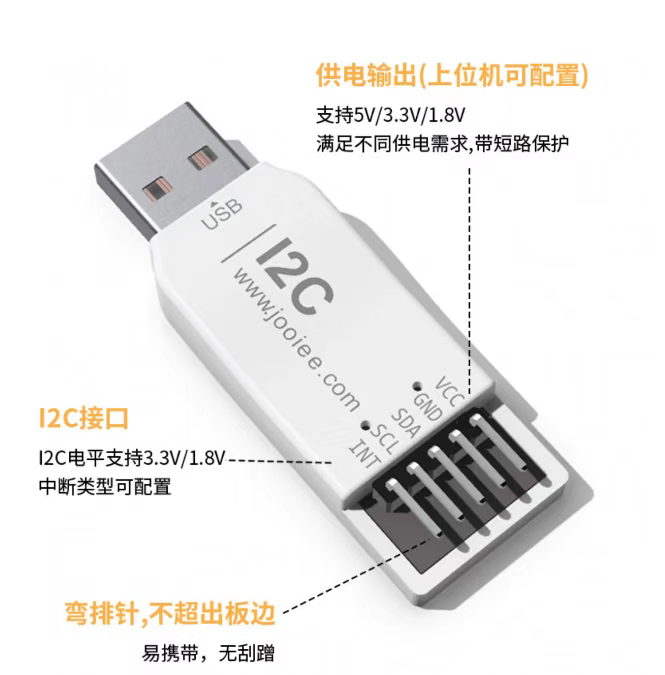 供电输出(上位机可配置)
支持5V/3.3V/1.8V
满足不同供电需求,带短路保护
USB
I2C
www.jooiee.com
VCC
GND
SDA
SCL
INT
I2C接口
I2C电平支持3.3V/1.8V
中断类型可配置
弯排针,不超出板边
易携带，无刮蹭